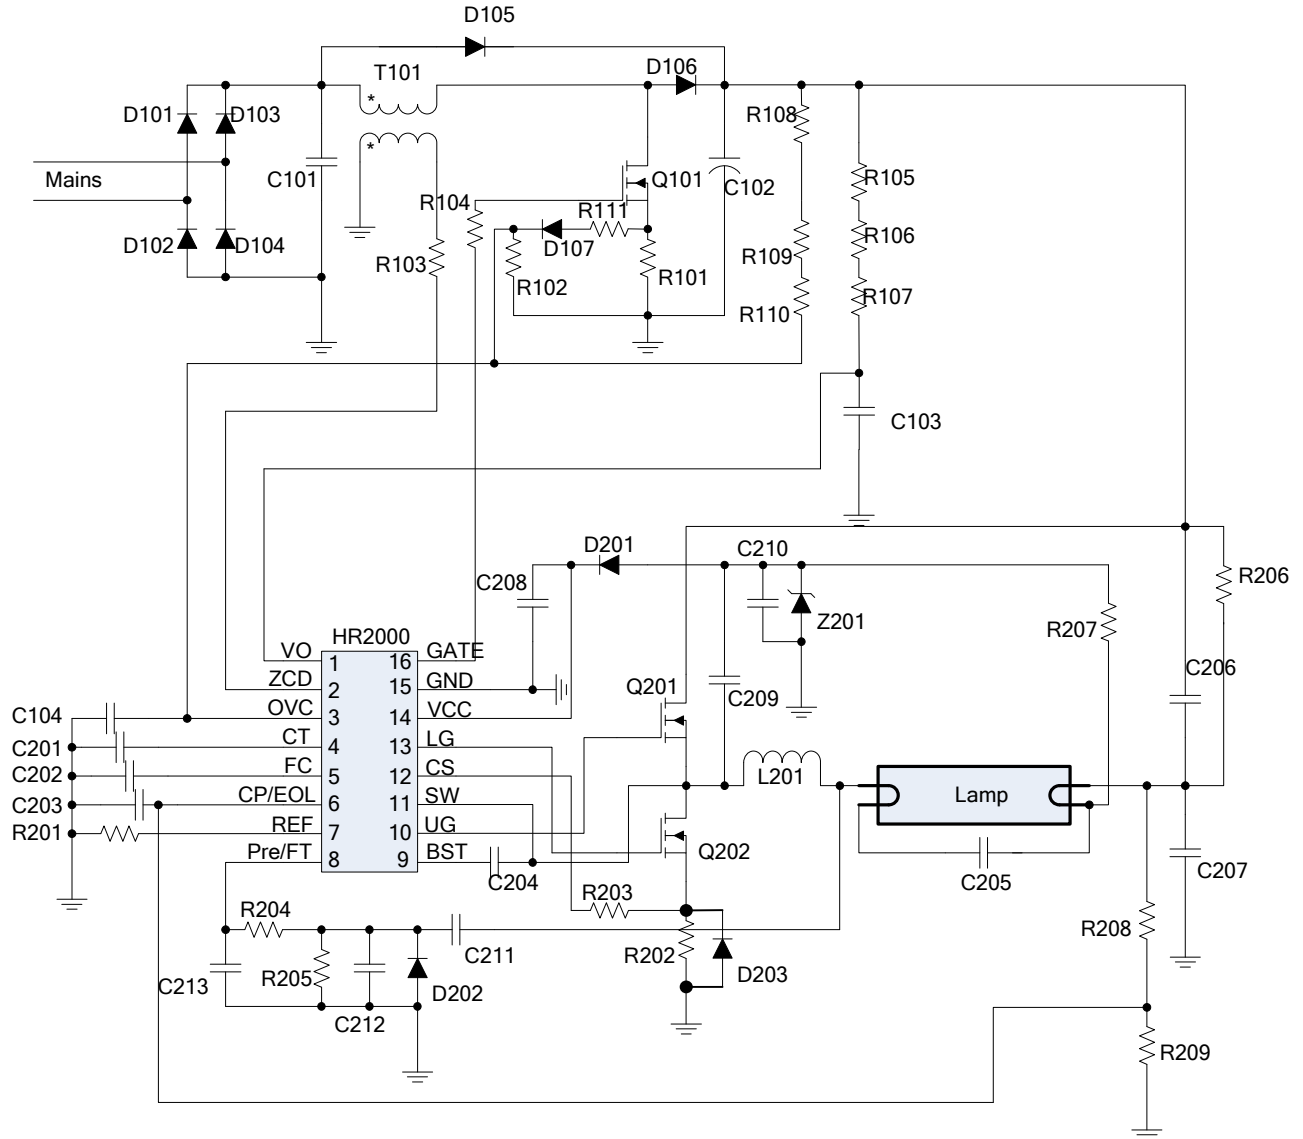 D105
T101
*
*
D106
D101
D103
Mains
C101
R108
Q101
C102
R105
R104
R111
D102
D104
D107
R106
R103
R102
R101
R109
R107
R110
C103
D201
C210
C208
Z201
R206
R207
HR2000
VO 1 16 GATE
ZCD 2 15 GND
OVC 3 14 VCC
CT 4 13 LG
FC 5 12 CS
CP/EOL 6 11 SW
REF 7 10 UG
Pre/FT 8 9 BST
C104
C201
C202
C203
R201
Q201
C209
C206
L201
Lamp
Q202
C204
C205
C207
R203
R204
R208
C211
R202
D203
C213
R205
D202
C212
R209